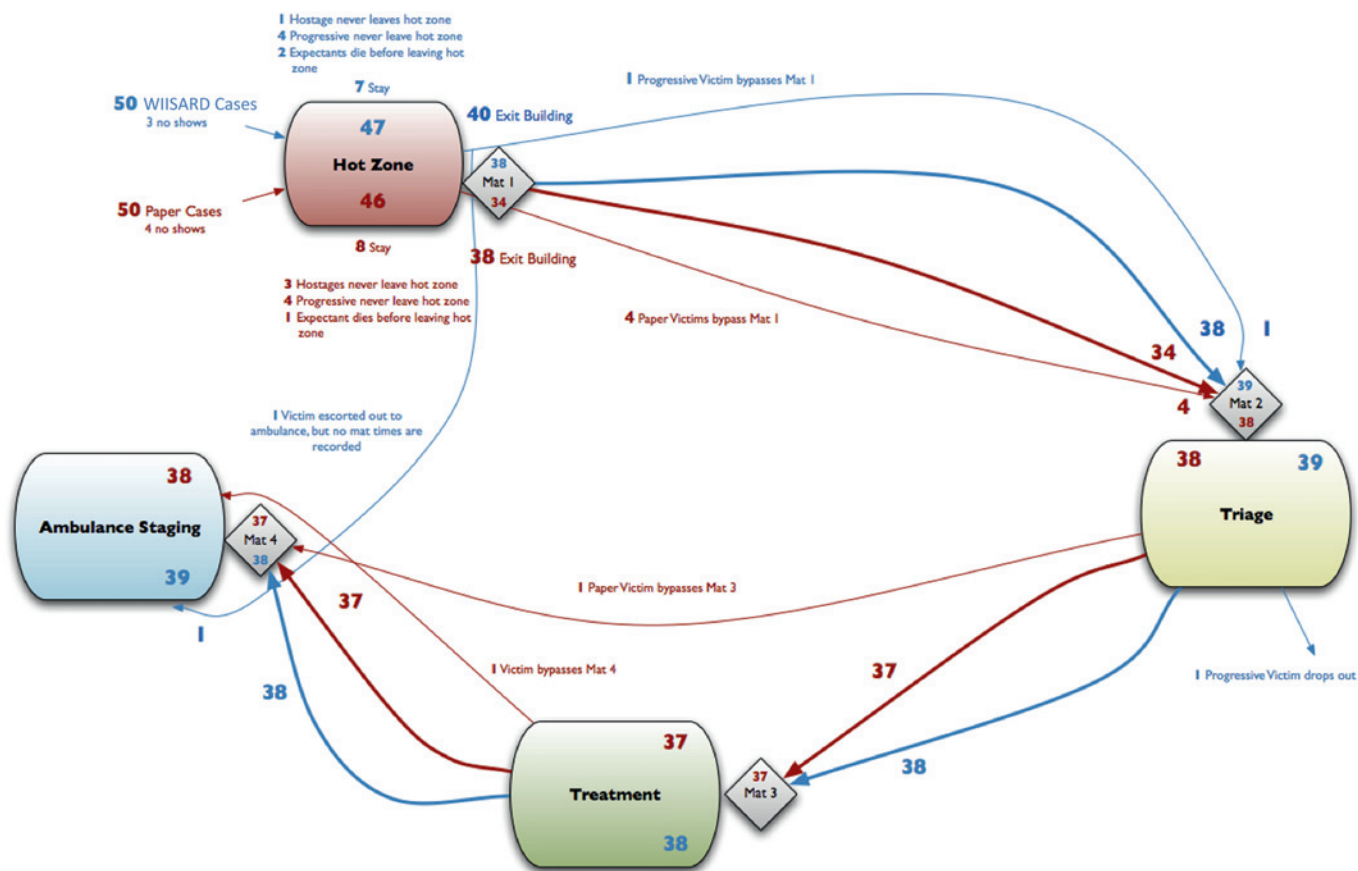 1 Hostage never leaves hot zone
4 Progressive never leave hot zone
2 Expectants die before leaving hot
zone
7 Stay
1 Progressive Victim bypasses Mat 1
50 WIISARD Cases
3 no shows
40 Exit Building
47
Hot Zone
46
38
Mat 1
34
50 Paper Cases
4 no shows
8 Stay
38 Exit Building
3 Hostages never leave hot zone
4 Progressive never leave hot zone
1 Expectant dies before leaving hot
zone
4 Paper Victims bypass Mat 1
38
1
34
4
39
Mat 2
38
1 Victim escorted out to
ambulance, but no mat times are
recorded
38
Ambulance Staging
39
37
Mat 4
38
38
39
Triage
1
37
1 Paper Victim bypasses Mat 3
38
1 Victim bypasses Mat 4
37
1 Progressive Victim drops out
38
37
Treatment
38
37
Mat 3